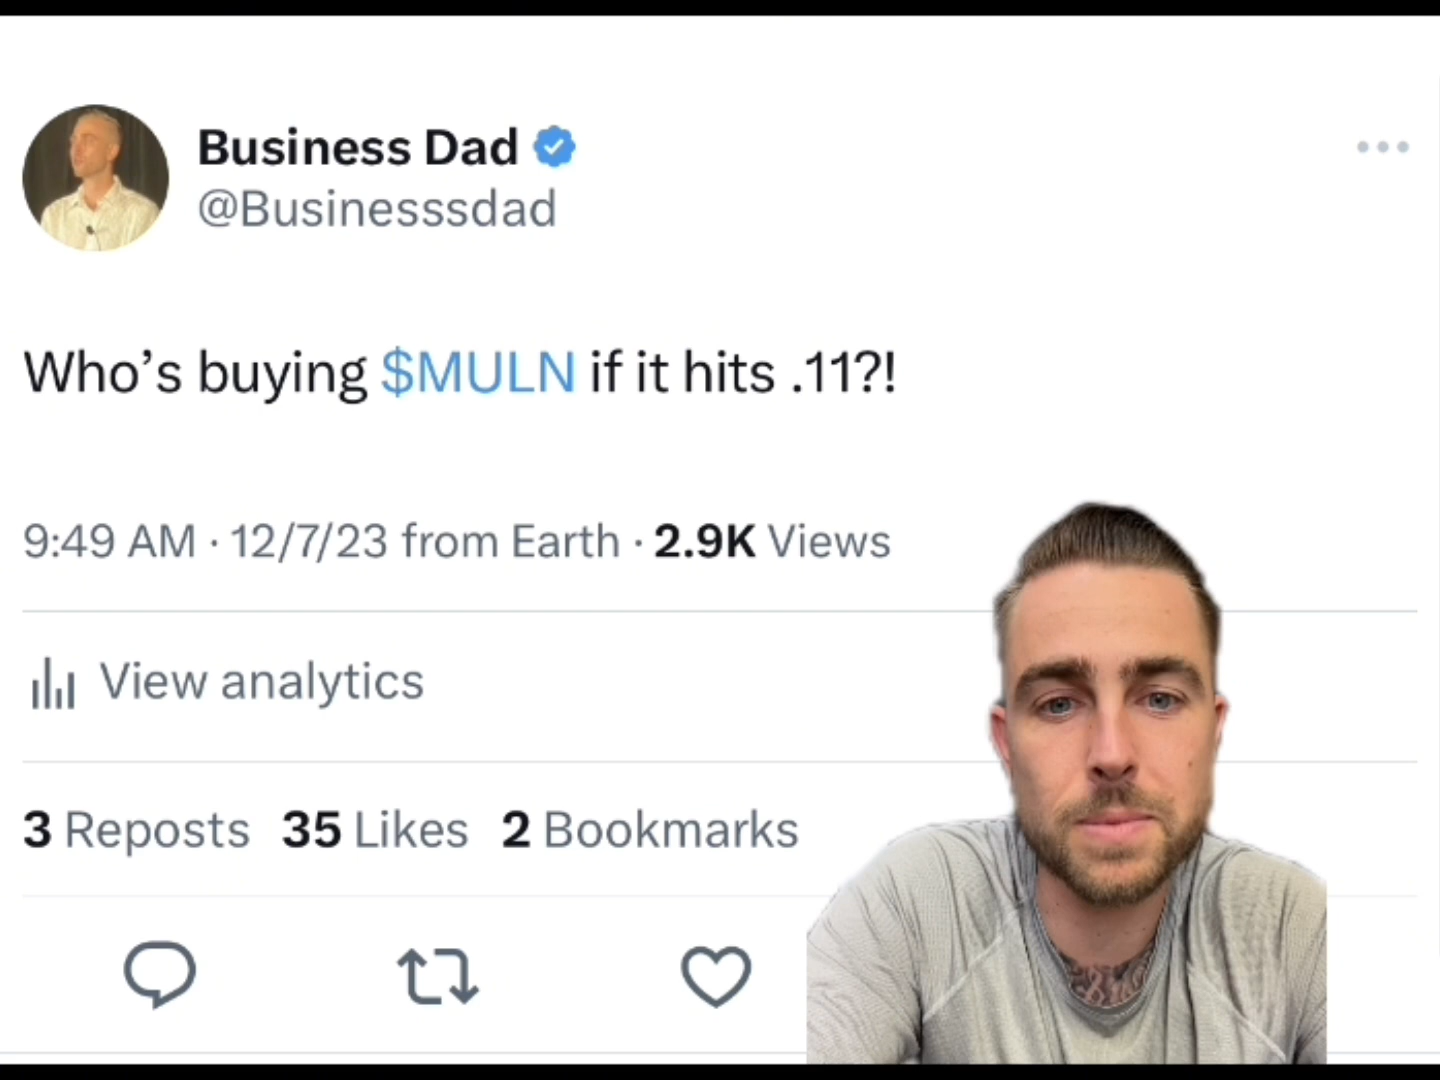 Business Dad
@Businesssdad
Who’s buying $MULN if it hits .11?!
9:49 AM · 12/7/23 from Earth · 2.9K Views
View analytics
3 Reposts 35 Likes 2 Bookmarks